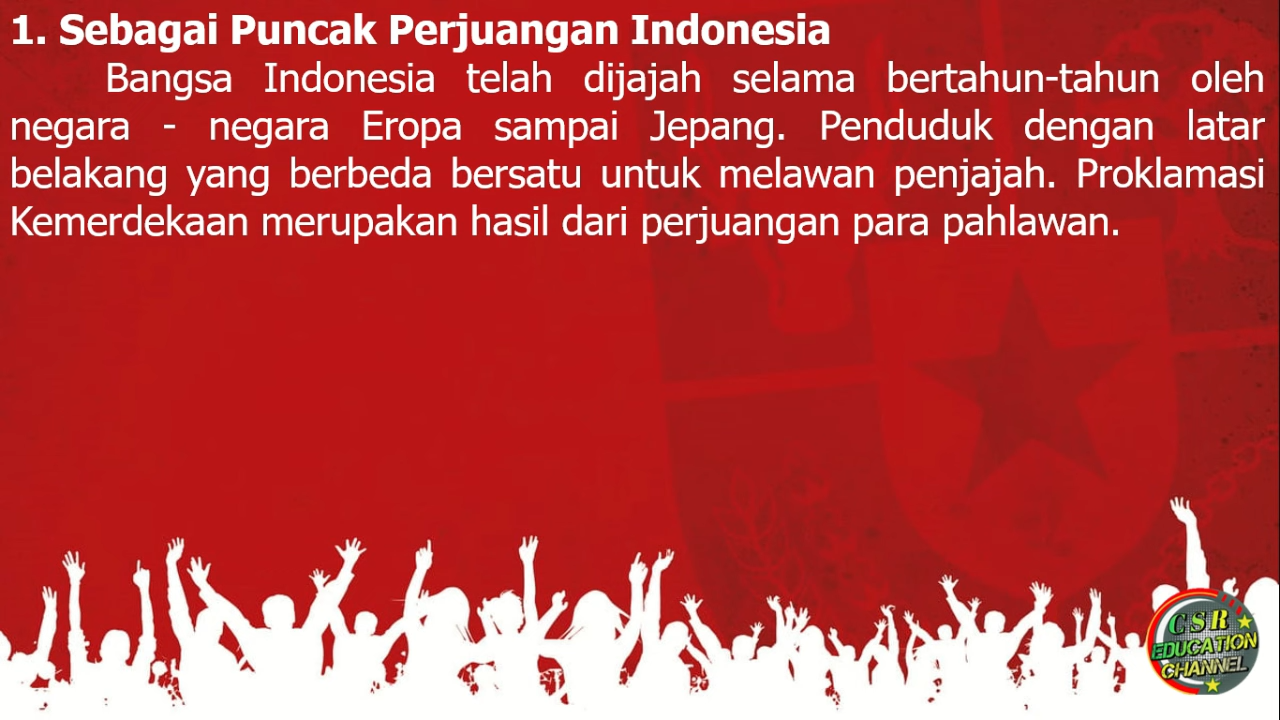 1. Sebagai Puncak Perjuangan Indonesia
Bangsa Indonesia telah dijajah selama bertahun-tahun oleh
negara - negara Eropa sampai Jepang. Penduduk dengan latar
belakang yang berbeda bersatu untuk melawan penjajah. Proklamasi
Kemerdekaan merupakan hasil dari perjuangan para pahlawan.
CSR
EDUCATION
CHANNEL